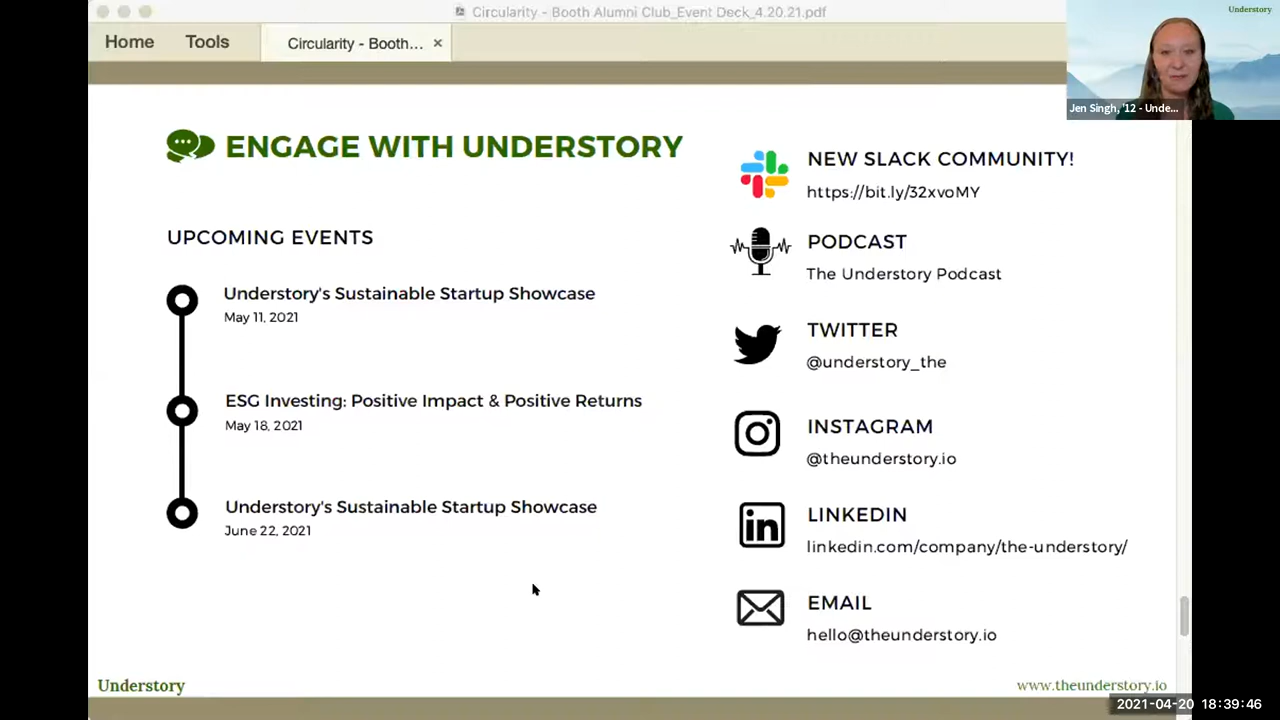 Circularity - Booth Alumni Club_Event Deck_4.20.21.pdf
Home
Tools
Circularity - Booth... ×
Understory
Jen Singh, '12 - Unde...
ENGAGE WITH UNDERSTORY
UPCOMING EVENTS
Understory's Sustainable Startup Showcase
May 11, 2021
ESG Investing: Positive Impact & Positive Returns
May 18, 2021
Understory's Sustainable Startup Showcase
June 22, 2021
NEW SLACK COMMUNITY!
https://bit.ly/32xvoMY
PODCAST
The Understory Podcast
TWITTER
@understory_the
INSTAGRAM
@theunderstory.io
LINKEDIN
in
linkedin.com/company/the-understory/
EMAIL
hello@theunderstory.io
Understory
www.theunderstory.io
2021-04-20 18:39:46